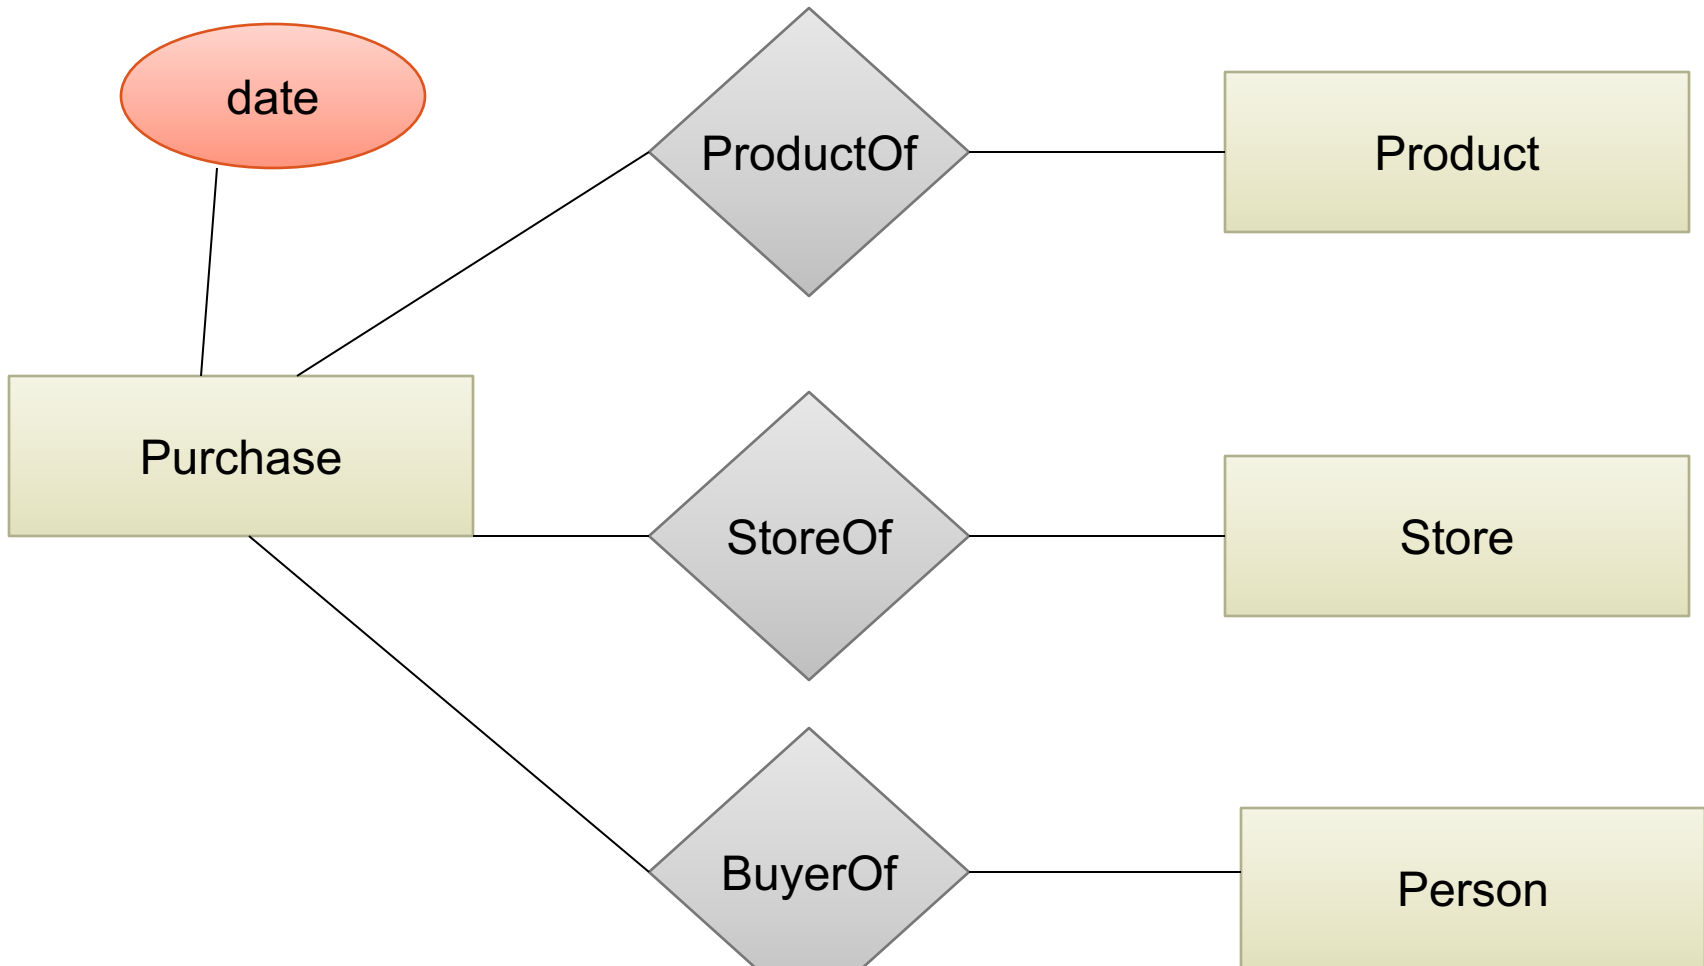 date
ProductOf
Product
Purchase
StoreOf
Store
BuyerOf
Person